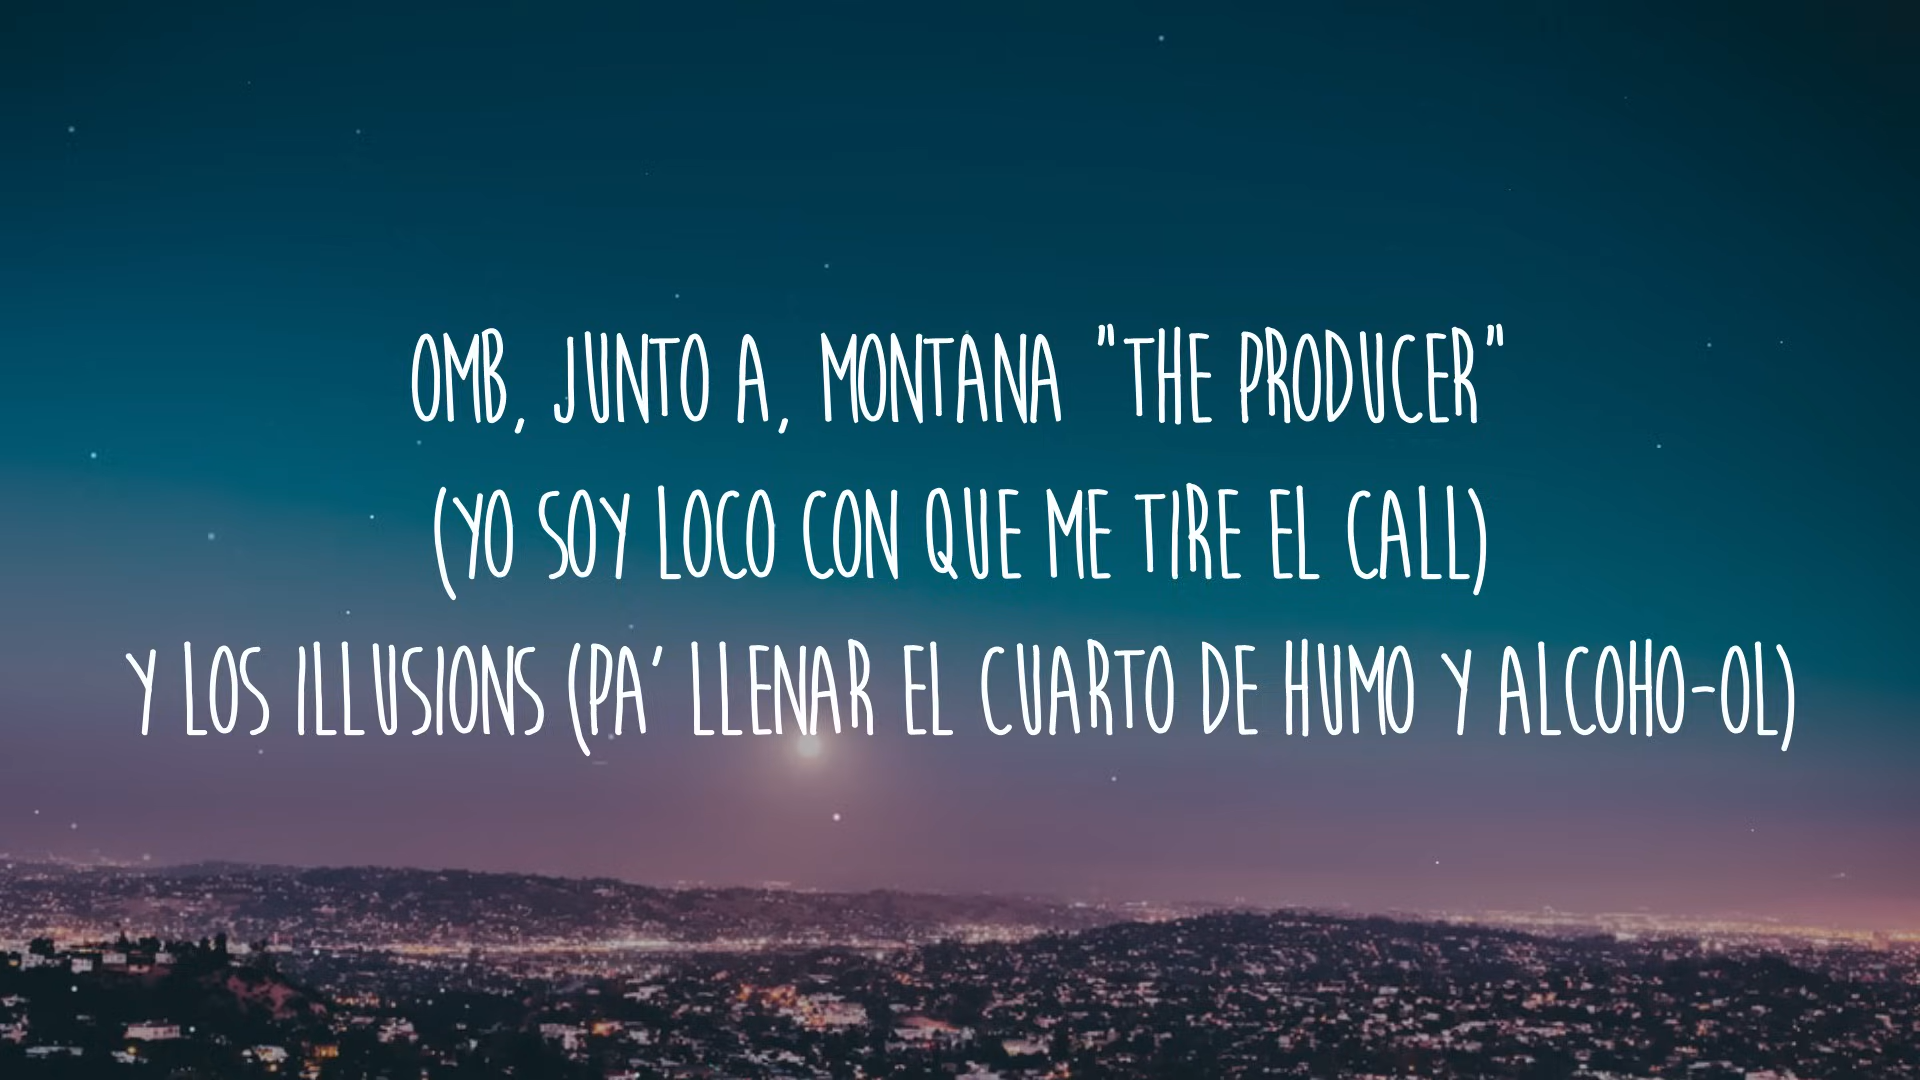 OMB, JUNTO A, MONTANA "THE PRODUCER"
(YO SOY LOCO CON QUE ME TIRE EL CALL)
Y LOS ILLUSIONS (PA' LLENAR EL CUARTO DE HUMO Y ALCOHO-OL)